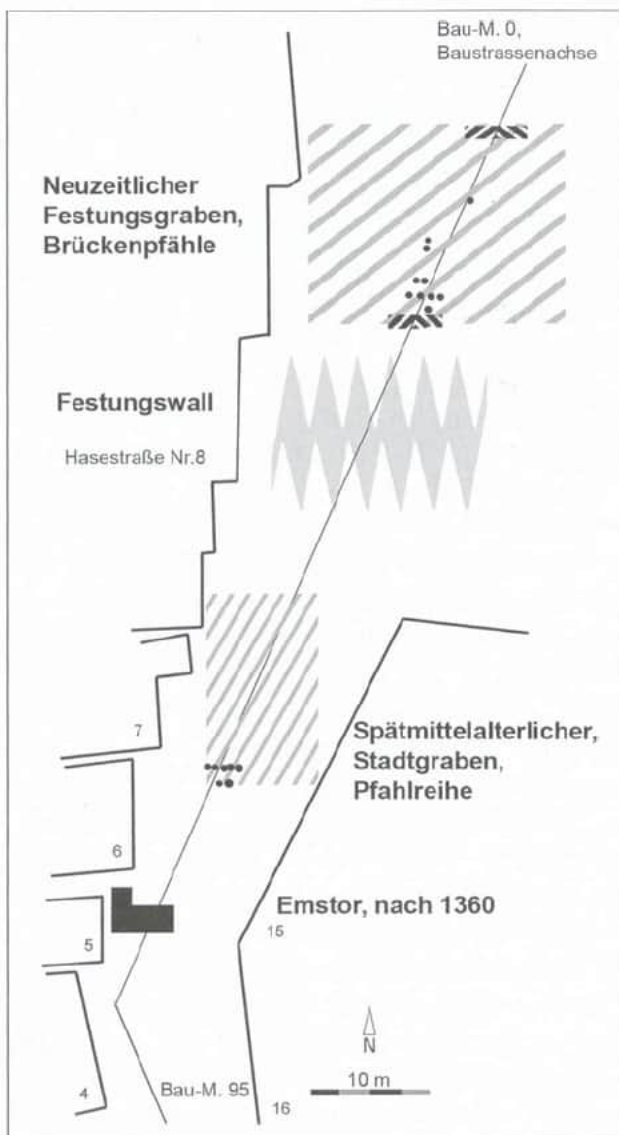 Bau-M. 0,
Baustrassenachse
Neuzeitlicher
Festungsgraben,
Brückenpfähle
Festungswall
Hasestraße Nr.8
7
Spätmittelalterlicher,
Stadtgraben,
Pfahlreihe
6
Emstor, nach 1360
15
5
N
10 m
Bau-M. 95
4
16